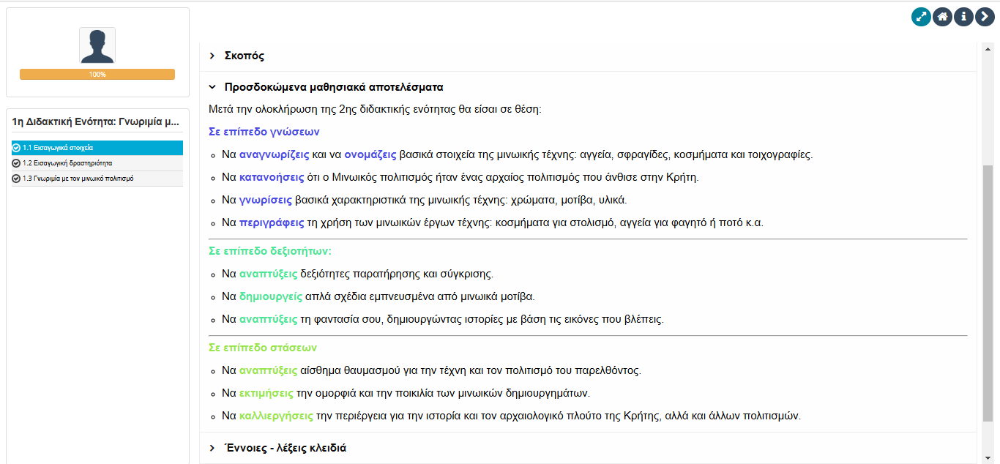 100%
1η Διδακτική Ενότητα: Γνωριμία μ...
1.1 Εισαγωγικά στοιχεία
1.2 Εισαγωγική δραστηριότητα
1.3 Γνωριμία με τον μινωικό πολιτισμό
Σκοπός
Προσδοκώμενα μαθησιακά αποτελέσματα
Μετά την ολοκλήρωση της 2ης διδακτικής ενότητας θα είσαι σε θέση:
Σε επίπεδο γνώσεων
Να αναγνωρίζεις και να ονομάζεις βασικά στοιχεία της μινωικής τέχνης: αγγεία, σφραγίδες, κοσμήματα και τοιχογραφίες.
Να κατανοήσεις ότι ο Μινωικός πολιτισμός ήταν ένας αρχαίος πολιτισμός που άνθισε στην Κρήτη.
Να γνωρίσεις βασικά χαρακτηριστικά της μινωικής τέχνης: χρώματα, μοτίβα, υλικά.
Να περιγράφεις τη χρήση των μινωικών έργων τέχνης: κοσμήματα για στολισμό, αγγεία για φαγητό ή ποτό κ.α.
Σε επίπεδο δεξιοτήτων:
Να αναπτύξεις δεξιότητες παρατήρησης και σύγκρισης.
Να δημιουργείς απλά σχέδια εμπνευσμένα από μινωικά μοτίβα.
Να αναπτύξεις τη φαντασία σου, δημιουργώντας ιστορίες με βάση τις εικόνες που βλέπεις.
Σε επίπεδο στάσεων
Να αναπτύξεις αίσθημα θαυμασμού για την τέχνη και τον πολιτισμό του παρελθόντος.
Να εκτιμήσεις την ομορφιά και την ποικιλία των μινωικών δημιουργημάτων.
Να καλλιεργήσεις την περιέργεια για την ιστορία και τον αρχαιολογικό πλούτο της Κρήτης, αλλά και άλλων πολιτισμών.
Έννοιες - λέξεις κλειδιά